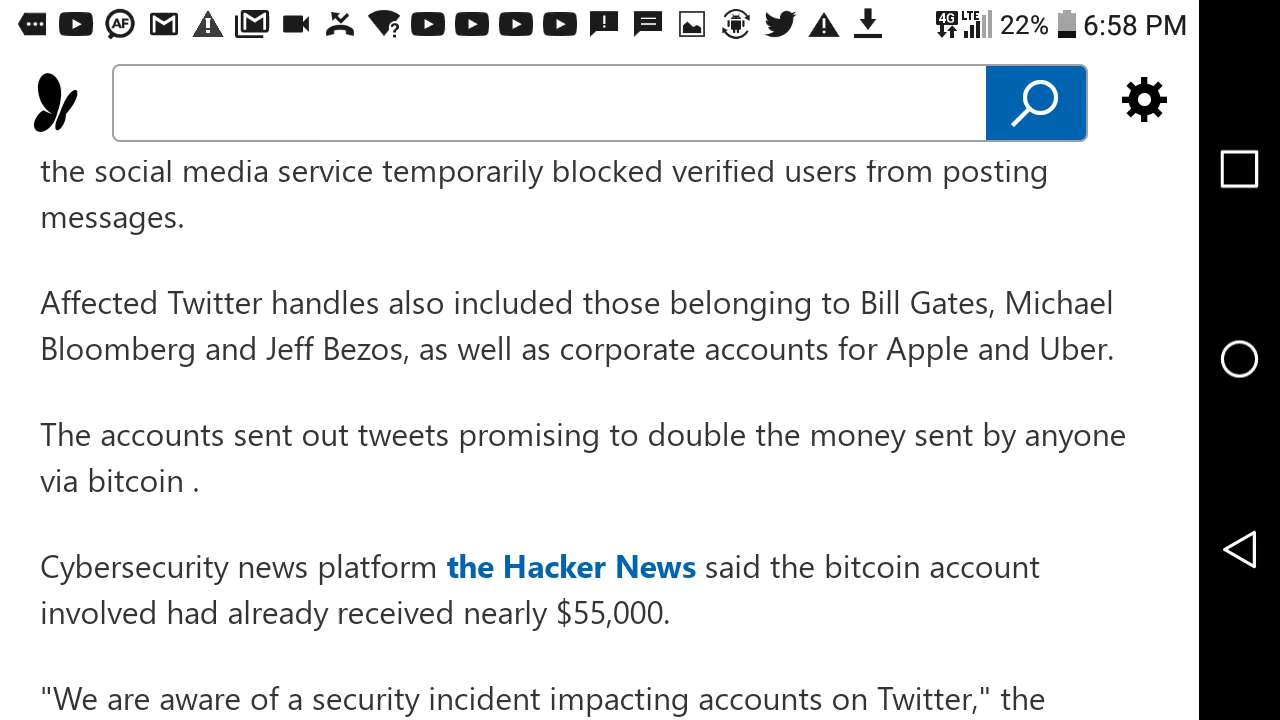 AF
4G LTE 22% 6:58 PM
the social media service temporarily blocked verified users from posting
messages.
Affected Twitter handles also included those belonging to Bill Gates, Michael
Bloomberg and Jeff Bezos, as well as corporate accounts for Apple and Uber.
The accounts sent out tweets promising to double the money sent by anyone
via bitcoin .
Cybersecurity news platform the Hacker News said the bitcoin account
involved had already received nearly $55,000.
"We are aware of a security incident impacting accounts on Twitter," the